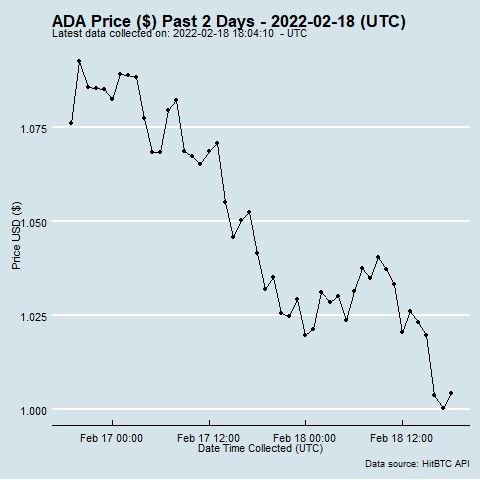 ADA Price ($) Past 2 Days - 2022-02-18 (UTC)
Latest data collected on: 2022-02-18 18:04:10  - UTC
Price USD ($)
1.075
1.050
1.025
1.000
Feb 17 00:00
Feb 17 12:00
Feb 18 00:00
Feb 18 12:00
Date Time Collected (UTC)
Data source: HitBTC API